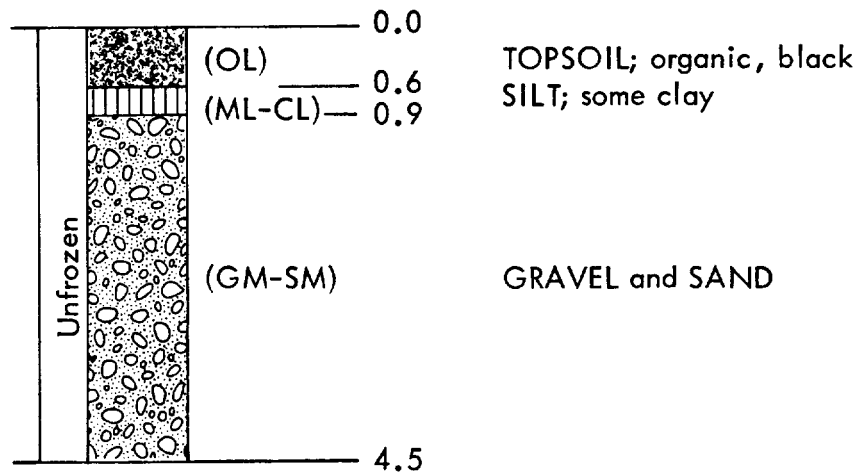 0.0
(OL)
TOPSOIL; organic, black
0.6
SILT; some clay
(ML-CL)
0.9
Unfrozen
(GM-SM)
GRAVEL and SAND
4.5